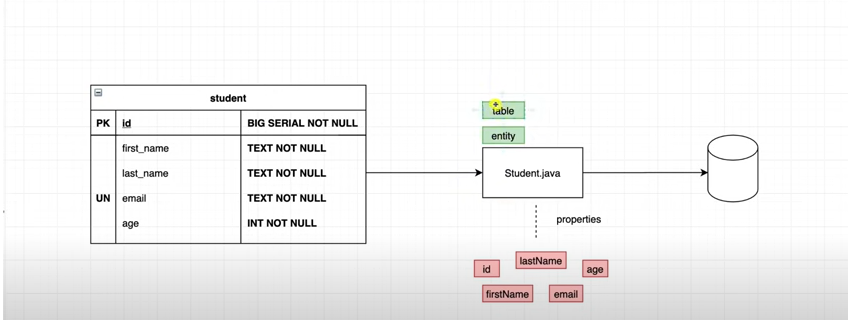 student
PK id BIG SERIAL NOT NULL
first_name TEXT NOT NULL
last_name TEXT NOT NULL
UN email TEXT NOT NULL
age INT NOT NULL
table
entity
Student.java
properties
lastName
id
age
firstName
email